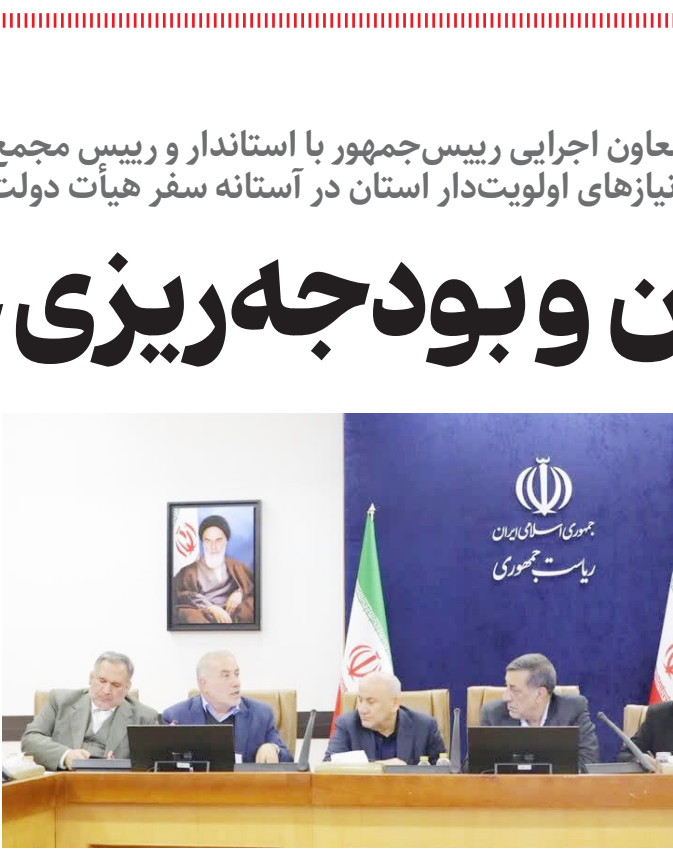 معاون اجرایی رییس‌جمهور با استاندار و رییس مجمع
نیازهای اولویت‌دار استان در آستانه سفر هیأت دولت
ن و بودجه‌ریزی
جمهوری اسلامی ایران
ریاست جمهوری